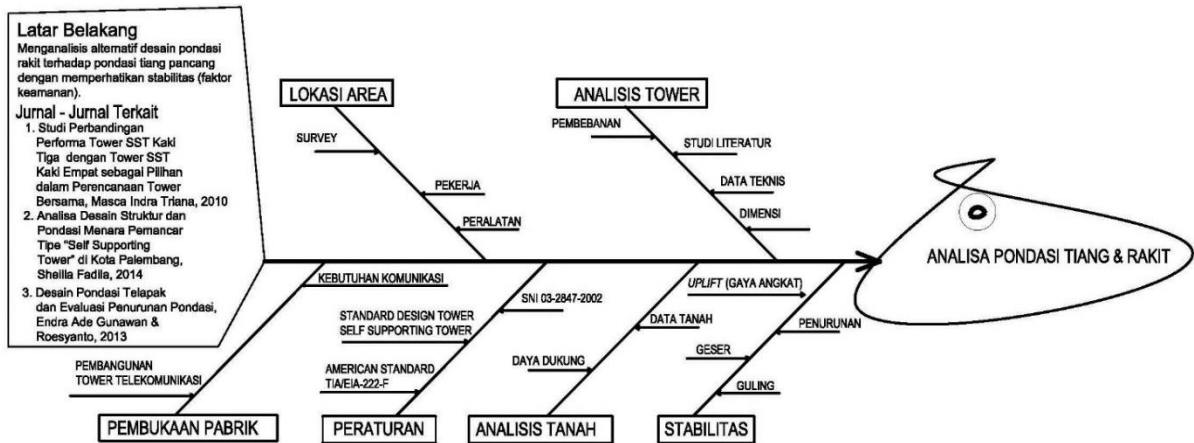 Latar Belakang
Menganalisis alternatif desain pondasi
rakit terhadap pondasi tiang pancang
dengan memperhatikan stabilitas (faktor
keamanan).
Jurnal - Jurnal Terkait
1. Studi Perbandingan
Performa Tower SST Kaki
Tiga dengan Tower SST
Kaki Empat sebagai Pilihan
dalam Perencanaan Tower
Bersama, Masca Indra Triana, 2010
2. Analisa Desain Struktur dan
Pondasi Menara Pemancar
Tipe "Self Supporting
Tower" di Kota Palembang,
Sheilla Fadila, 2014
3. Desain Pondasi Telapak
dan Evaluasi Penurunan Pondasi,
Endra Ade Gunawan &
Roesyanto, 2013
LOKASI AREA
SURVEY
PEKERJA
PERALATAN
ANALISIS TOWER
PEMBEBANAN
STUDI LITERATUR
DATA TEKNIS
DIMENSI
ANALISA PONDASI TIANG & RAKIT
KEBUTUHAN KOMUNIKASI
PEMBANGUNAN
TOWER TELEKOMUNIKASI
PEMBUKAAN PABRIK
SNI 03-2847-2002
STANDARD DESIGN TOWER
SELF SUPPORTING TOWER
AMERICAN STANDARD
TIA/EIA-222-F
PERATURAN
DATA TANAH
DAYA DUKUNG
ANALISIS TANAH
UPLIFT (GAYA ANGKAT)
PENURUNAN
GESER
GULING
STABILITAS